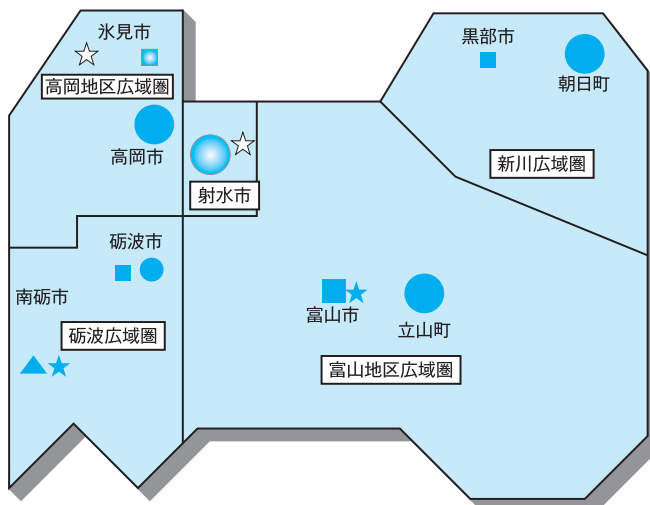 氷見市
高岡地区広域圏
高岡市
射水市
黒部市
朝日町
新川広域圏
砺波市
南砺市
砺波広域圏
富山市
立山町
富山地区広域圏